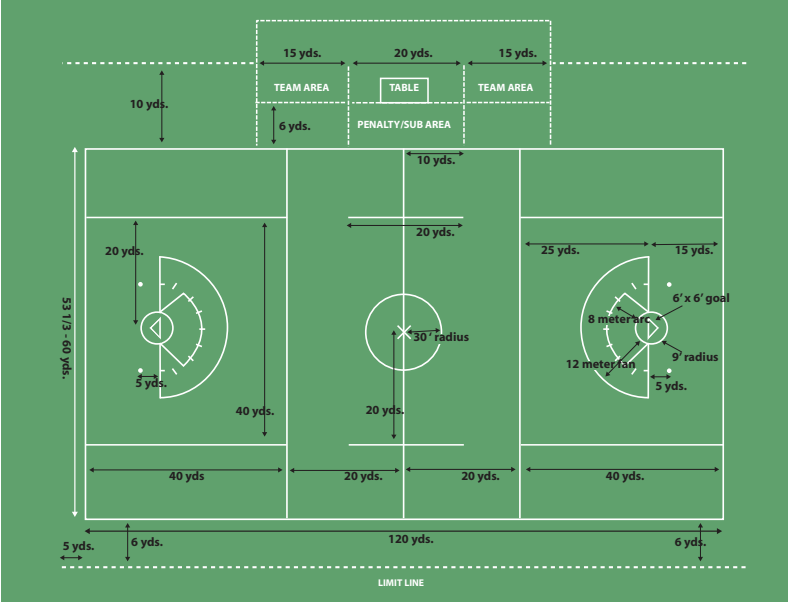 15 yds.
20 yds.
15 yds.
TEAM AREA
TABLE
TEAM AREA
10 yds.
6 yds.
PENALTY/SUB AREA
10 yds.
20 yds.
20 yds.
25 yds.
15 yds.
6’ x 6’ goal
8 meter arc
53 1/3 - 60 yds.
30 ‘ radius
9’ radius
12 meter fan
5 yds.
5 yds.
40 yds.
20 yds.
40 yds
20 yds.
20 yds.
40 yds.
5 yds.
6 yds.
120 yds.
6 yds.
LIMIT LINE